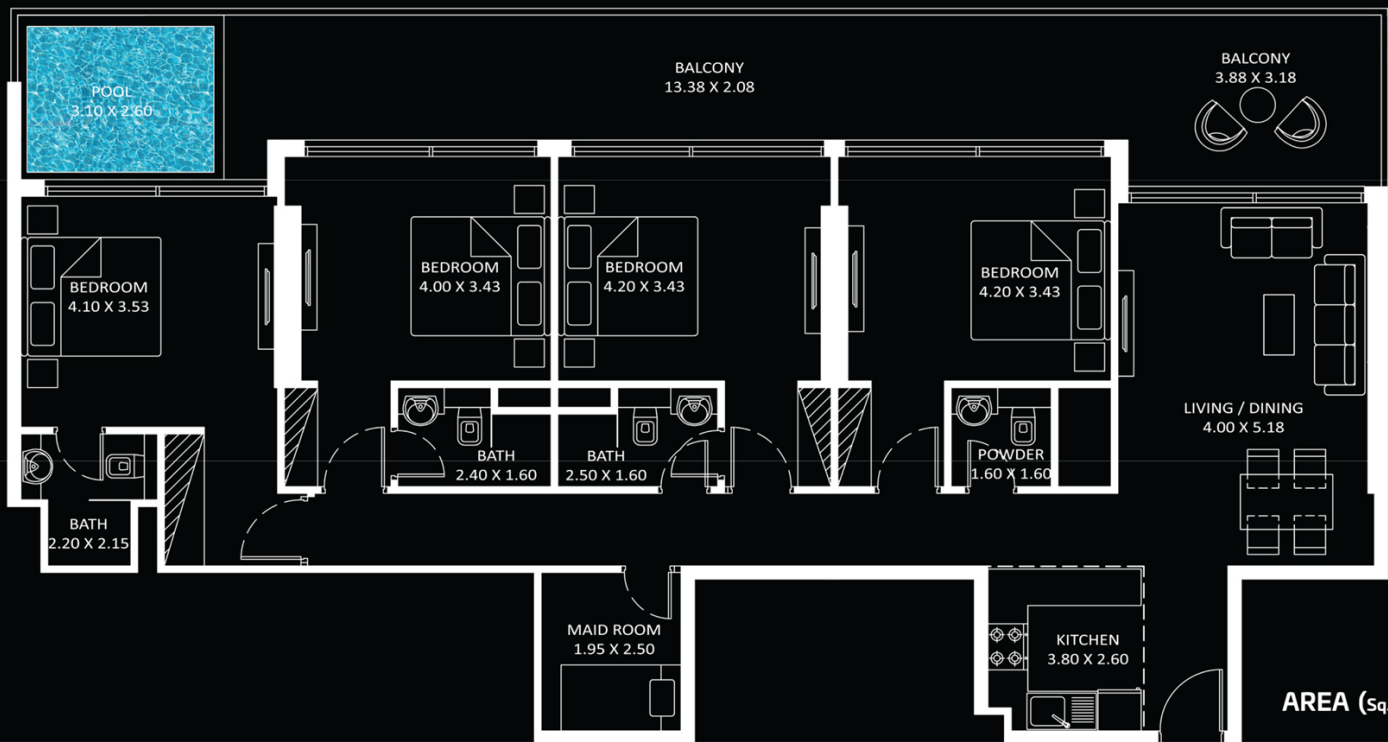 POOL
3.10 X 2.60
BALCONY
13.38 X 2.08
BALCONY
3.88 X 3.18
BEDROOM
4.10 X 3.53
BEDROOM
4.00 X 3.43
BEDROOM
4.20 X 3.43
BEDROOM
4.20 X 3.43
LIVING / DINING
4.00 X 5.18
BATH
2.20 X 2.15
BATH
2.40 X 1.60
BATH
2.50 X 1.60
POWDER
1.60 X 1.60
MAID ROOM
1.95 X 2.50
KITCHEN
3.80 X 2.60
AREA (Sq.